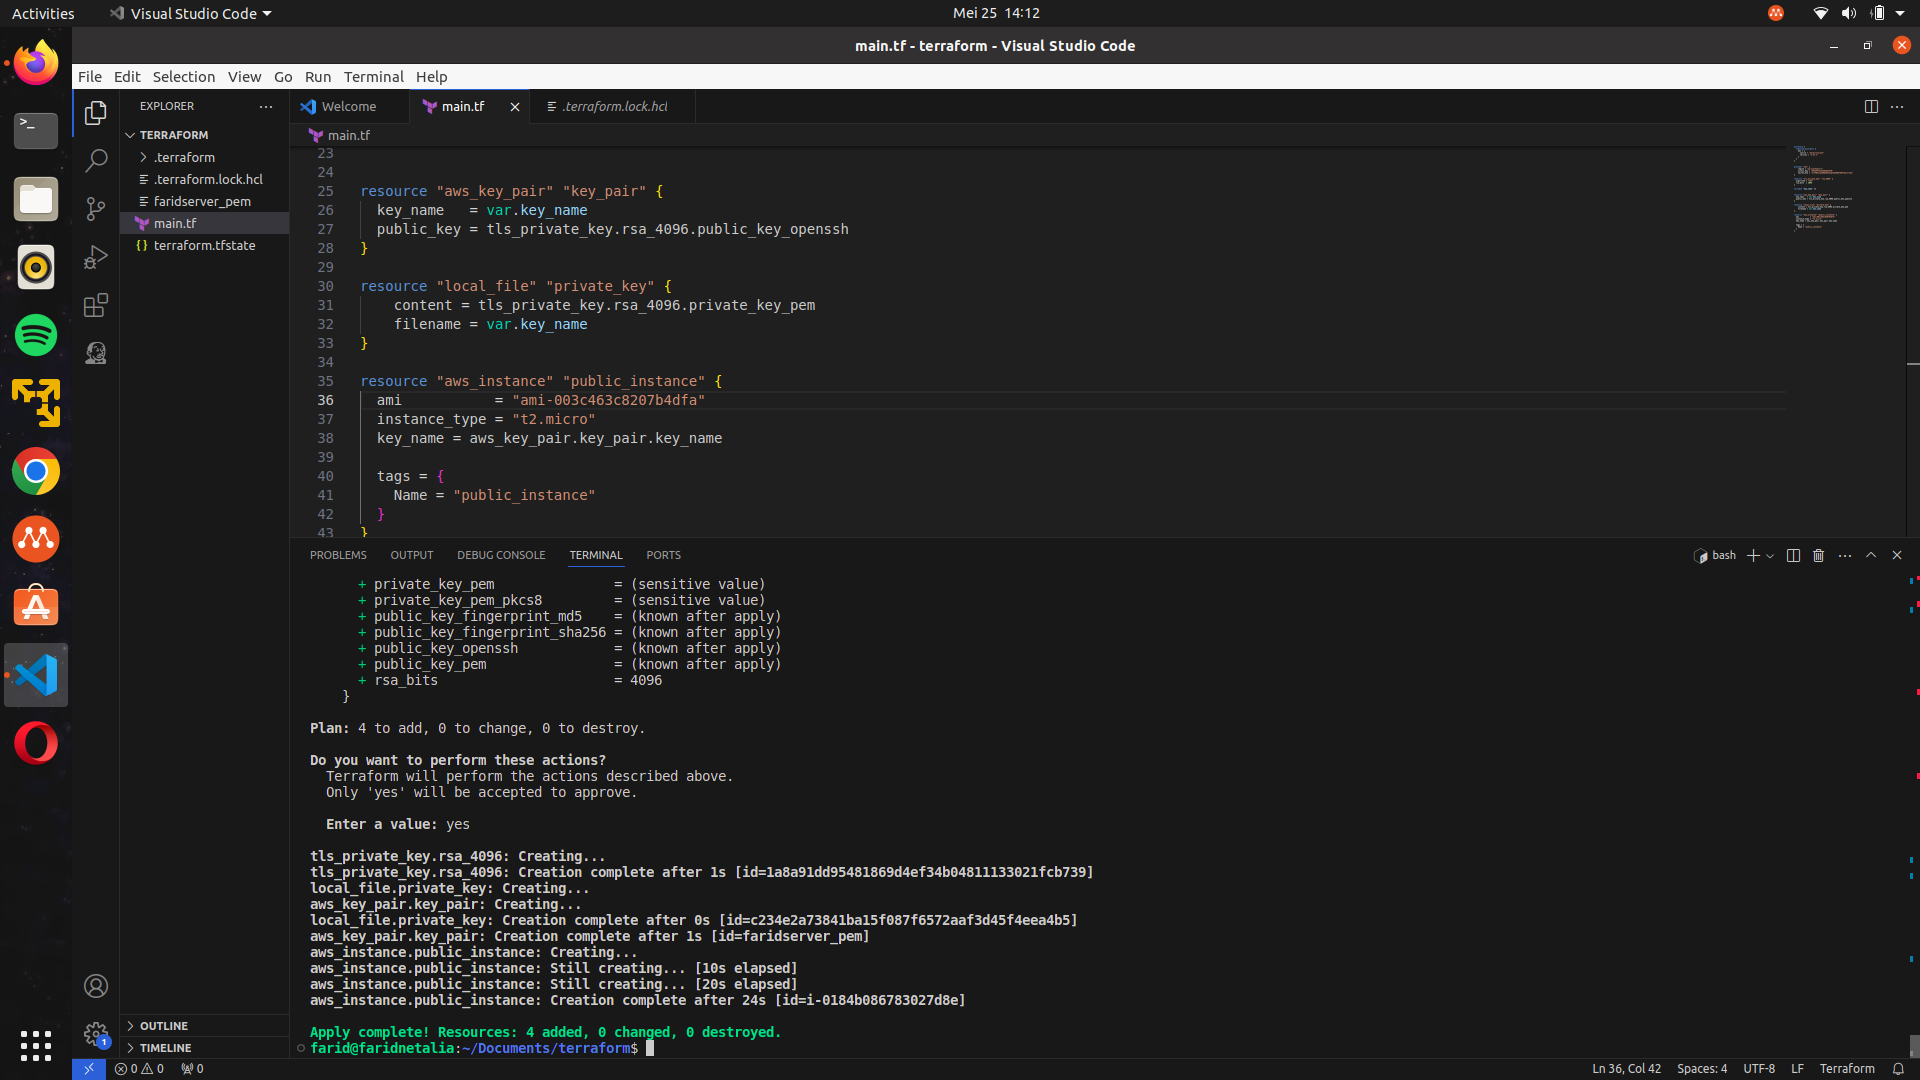 Activities
Visual Studio Code
Mei 25 14:12
main.tf - terraform - Visual Studio Code
File Edit Selection View Go Run Terminal Help
EXPLORER
Welcome
main.tf
.terraform.lock.hcl
TERRAFORM
.terraform
.terraform.lock.hcl
faridserver_pem
main.tf
terraform.tfstate
OUTLINE
TIMELINE
main.tf
23
24
25 resource "aws_key_pair" "key_pair" {
26 key_name = var.key_name
27 public_key = tls_private_key.rsa_4096.public_key_openssh
28 }
29
30 resource "local_file" "private_key" {
31 content = tls_private_key.rsa_4096.private_key_pem
32 filename = var.key_name
33 }
34
35 resource "aws_instance" "public_instance" {
36 ami = "ami-003c463c8207b4dfa"
37 instance_type = "t2.micro"
38 key_name = aws_key_pair.key_pair.key_name
39
40 tags = {
41 Name = "public_instance"
42 }
43 }
PROBLEMS OUTPUT DEBUG CONSOLE TERMINAL PORTS
bash
+ private_key_pem = (sensitive value)
+ private_key_pem_pkcs8 = (sensitive value)
+ public_key_fingerprint_md5 = (known after apply)
+ public_key_fingerprint_sha256 = (known after apply)
+ public_key_openssh = (known after apply)
+ public_key_pem = (known after apply)
+ rsa_bits = 4096
}
Plan: 4 to add, 0 to change, 0 to destroy.
Do you want to perform these actions?
Terraform will perform the actions described above.
Only 'yes' will be accepted to approve.
Enter a value: yes
tls_private_key.rsa_4096: Creating...
tls_private_key.rsa_4096: Creation complete after 1s [id=1a8a91dd95481869d4ef34b04811133021fcb739]
local_file.private_key: Creating...
aws_key_pair.key_pair: Creating...
local_file.private_key: Creation complete after 0s [id=c234e2a73841ba15f087f6572aaf3d45f4eea4b5]
aws_key_pair.key_pair: Creation complete after 1s [id=faridserver_pem]
aws_instance.public_instance: Creating...
aws_instance.public_instance: Still creating... [10s elapsed]
aws_instance.public_instance: Still creating... [20s elapsed]
aws_instance.public_instance: Creation complete after 24s [id=i-0184b086783027d8e]
Apply complete! Resources: 4 added, 0 changed, 0 destroyed.
farid@faridnetalia:~/Documents/terraform$
1
0 0 0
Ln 36, Col 42 Spaces: 4 UTF-8 LF Terraform